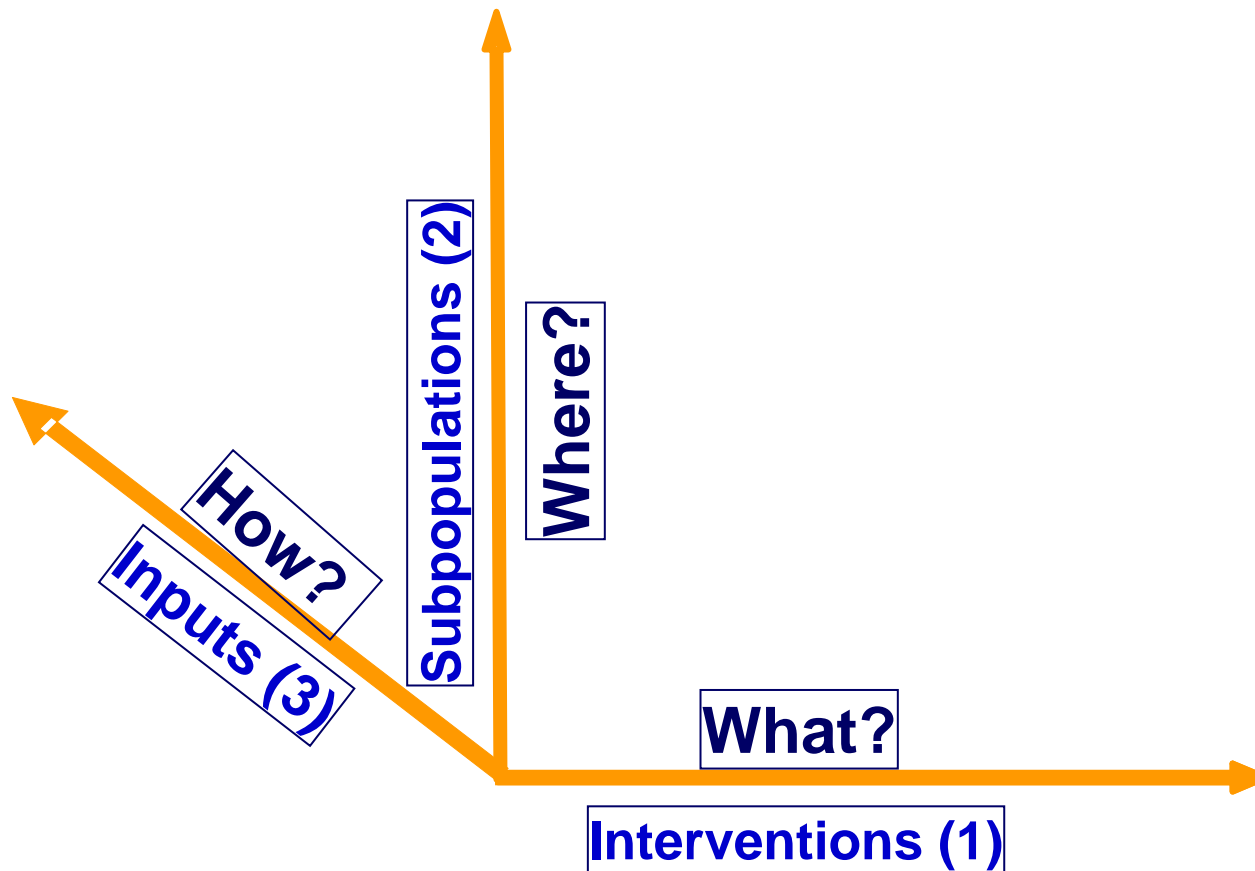 Subpopulations (2)
Where?
How?
Inputs (3)
What?
Interventions (1)